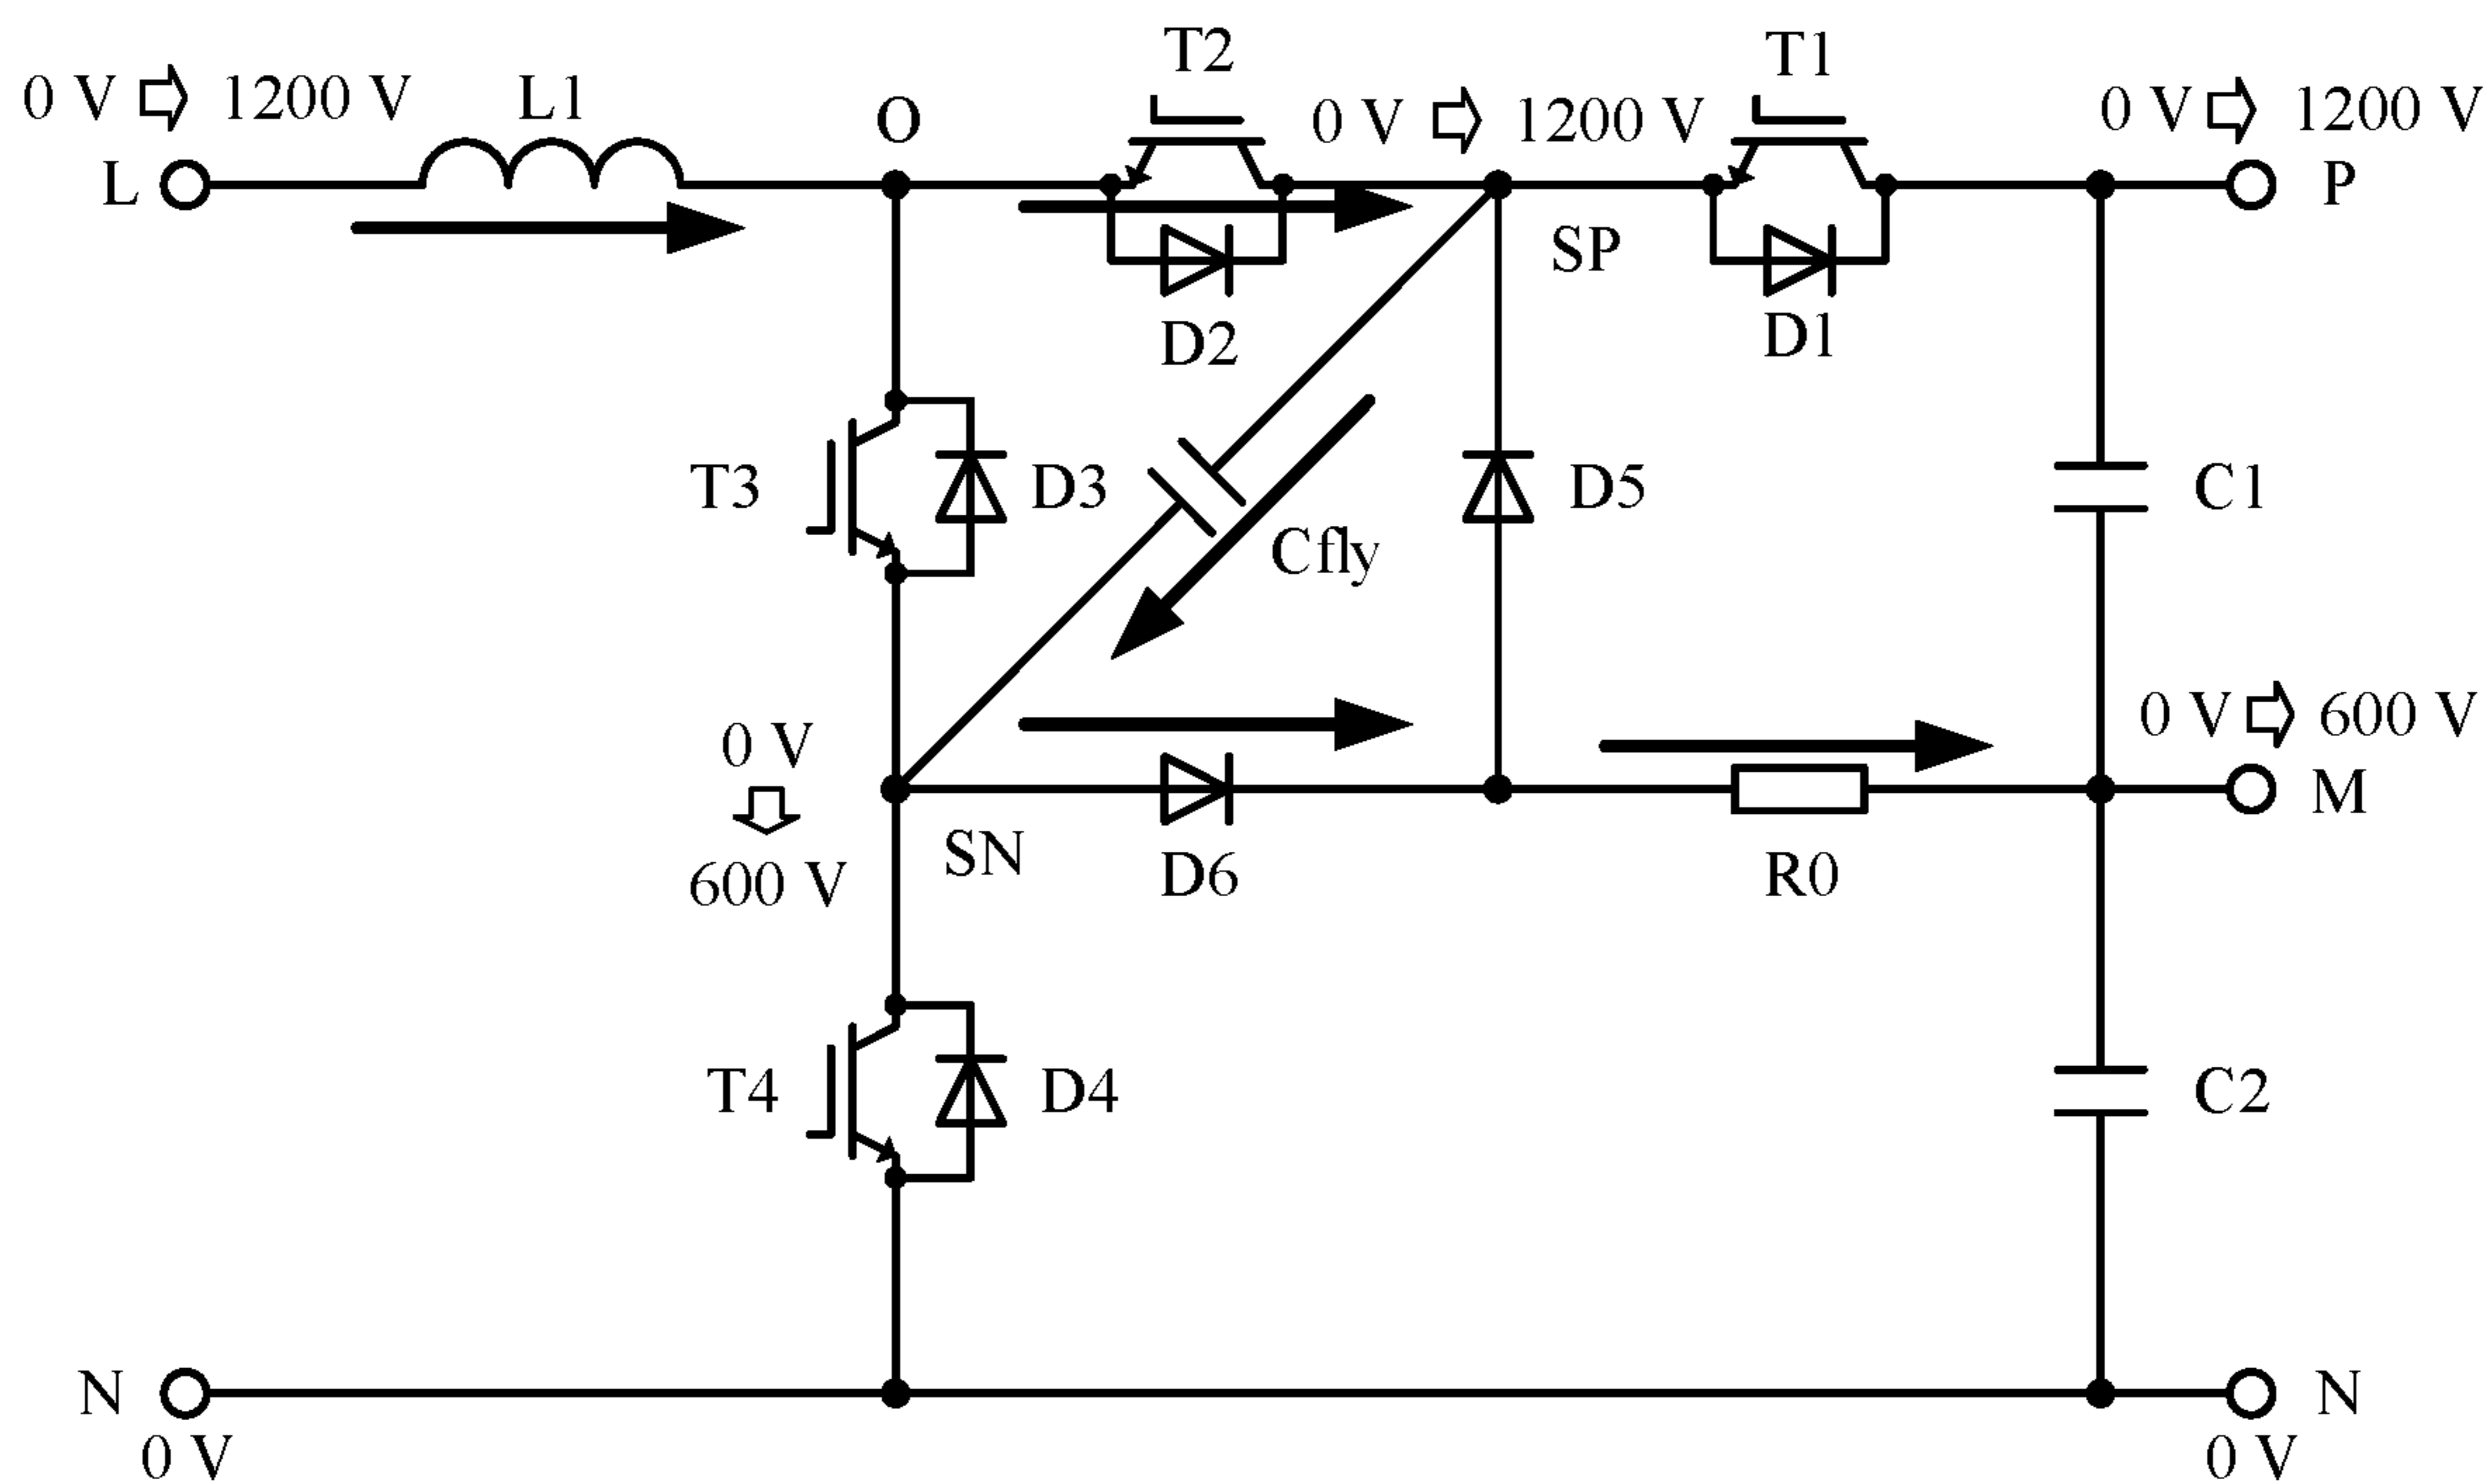 T2
T1
0 V ⇨ 1200 V
L1
O
0 V ⇨ 1200 V
0 V ⇨ 1200 V
L
P
SP
D2
D1
T3
D3
D5
C1
Cfly
0 V ⇨ 600 V
0 V
⇩
600 V
M
SN
D6
R0
T4
D4
C2
N
N
0 V
0 V